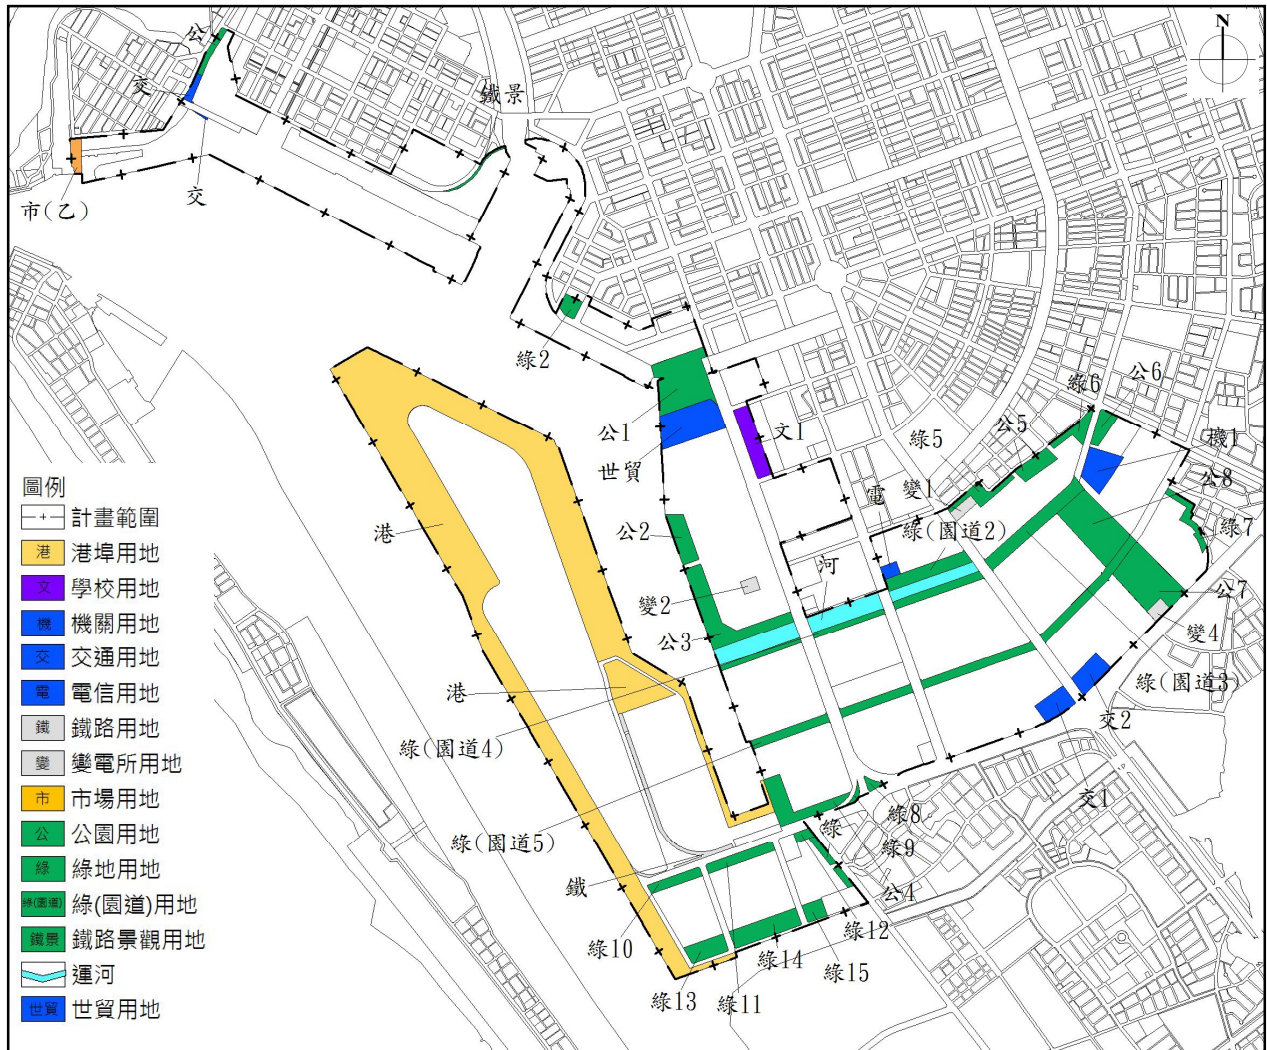 N
公
交
鐵景
市(乙)
交
綠2
綠6
公6
公1
文1
綠5
公5
機1
世貿
電
變1
公8
港
公2
綠(園道2)
綠7
河
變2
公7
公3
變4
港
綠(園道3)
綠(園道4)
交2
交1
綠(園道5)
綠8
綠
綠9
鐵
公4
綠10
綠12
綠14
綠15
綠13
綠11
圖例
計畫範圍
港 港埠用地
文 學校用地
機 機關用地
交 交通用地
電 電信用地
鐵 鐵路用地
變 變電所用地
市 市場用地
公 公園用地
綠 綠地用地
綠(園道) 綠(園道)用地
鐵景 鐵路景觀用地
運河
世貿 世貿用地